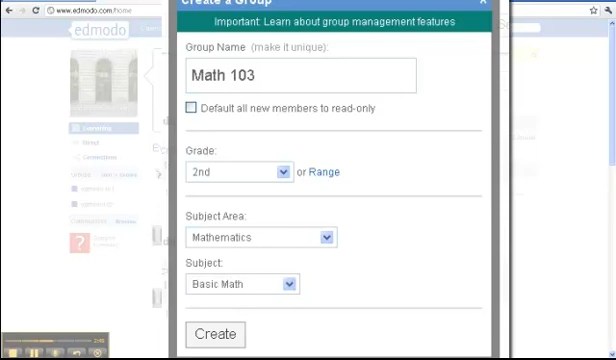 www.edmodo.com/home
edmodo
Create a Group
x
Important: Learn about group management features
Group Name (make it unique):
Math 103
Default all new members to read-only
Grade:
2nd
or Range
Subject Area:
Mathematics
Subject:
Basic Math
Create